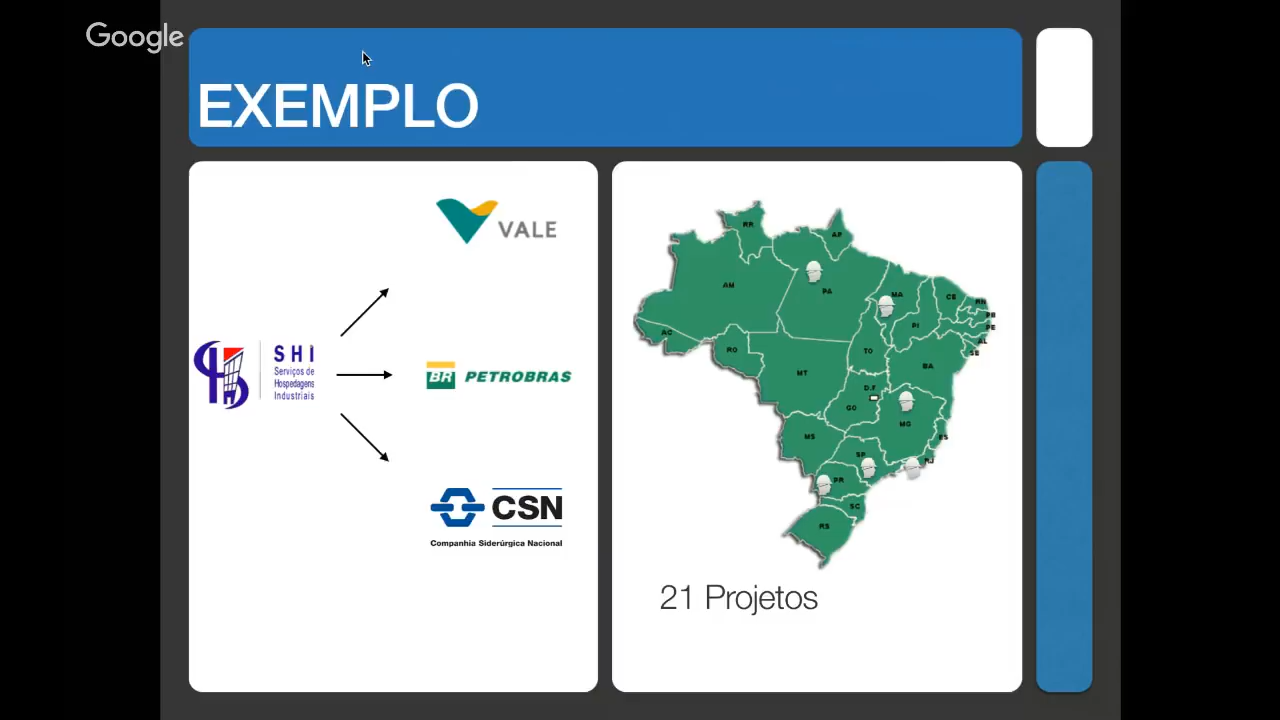 Google
EXEMPLO
VALE
SHI
Serviços de
Hospedagens
Industriais
BR PETROBRAS
CSN
Companhia Siderúrgica Nacional
RR
AP
AM
PA
MA
CE
RN
PB
PE
AL
SE
PI
AC
RO
TO
BA
MT
D.F
GO
MG
ES
MS
SP
RJ
PR
SC
RS
21 Projetos